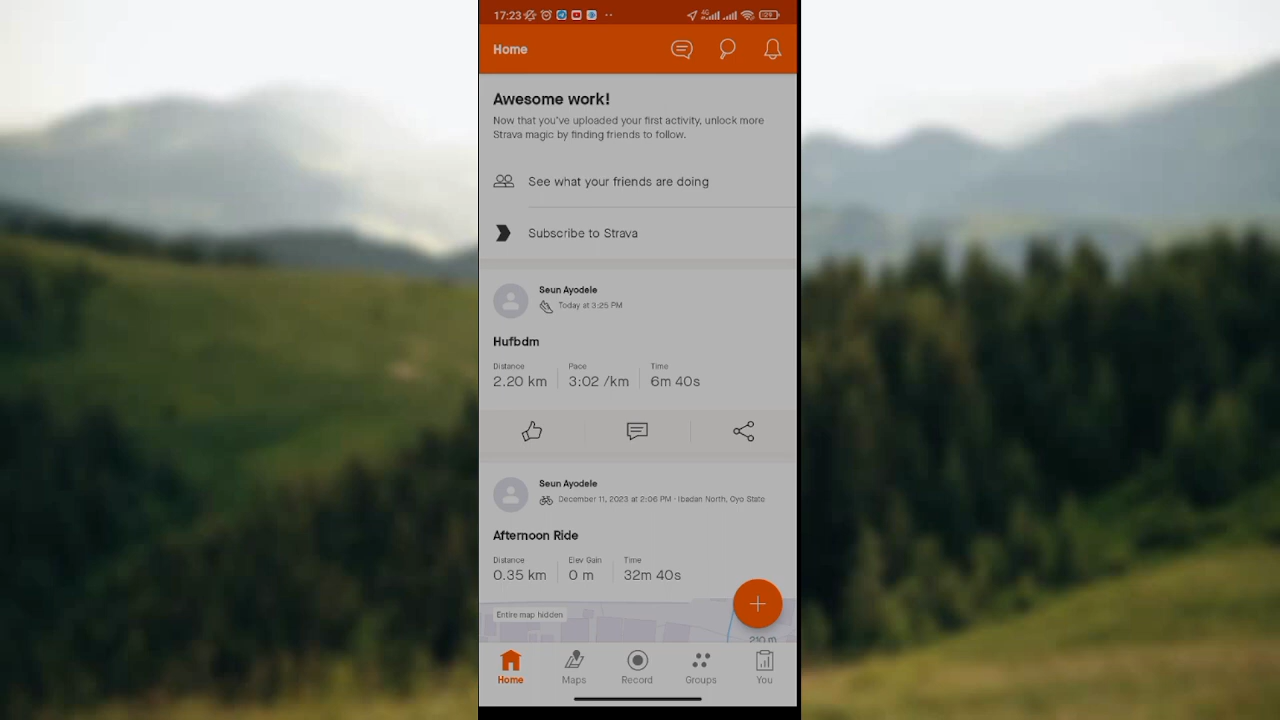 17:23
4G
29
Home
Awesome work!
Now that you've uploaded your first activity, unlock more
Strava magic by finding friends to follow.
See what your friends are doing
Subscribe to Strava
Seun Ayodele
Today at 3:25 PM
Hufbdm
Distance Pace Time
2.20 km 3:02 /km 6m 40s
Seun Ayodele
December 11, 2023 at 2:06 PM · Ibadan North, Oyo State
Afternoon Ride
Distance Elev Gain Time
0.35 km 0 m 32m 40s
Entire map hidden
210 m
Home Maps Record Groups You